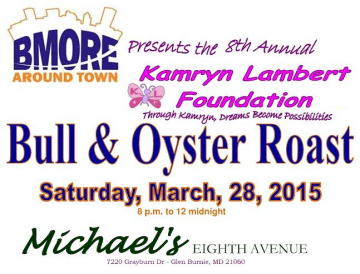 BMORE
AROUND TOWN
Presents the 8th Annual
Kamryn Lambert
K L
Foundation
Through Kamryn, Dreams Become Possibilities
Bull & Oyster Roast
Saturday, March, 28, 2015
8 p.m. to 12 midnight
Michael's EIGHTH AVENUE
7220 Grayburn Dr - Glen Burnie, MD 21060